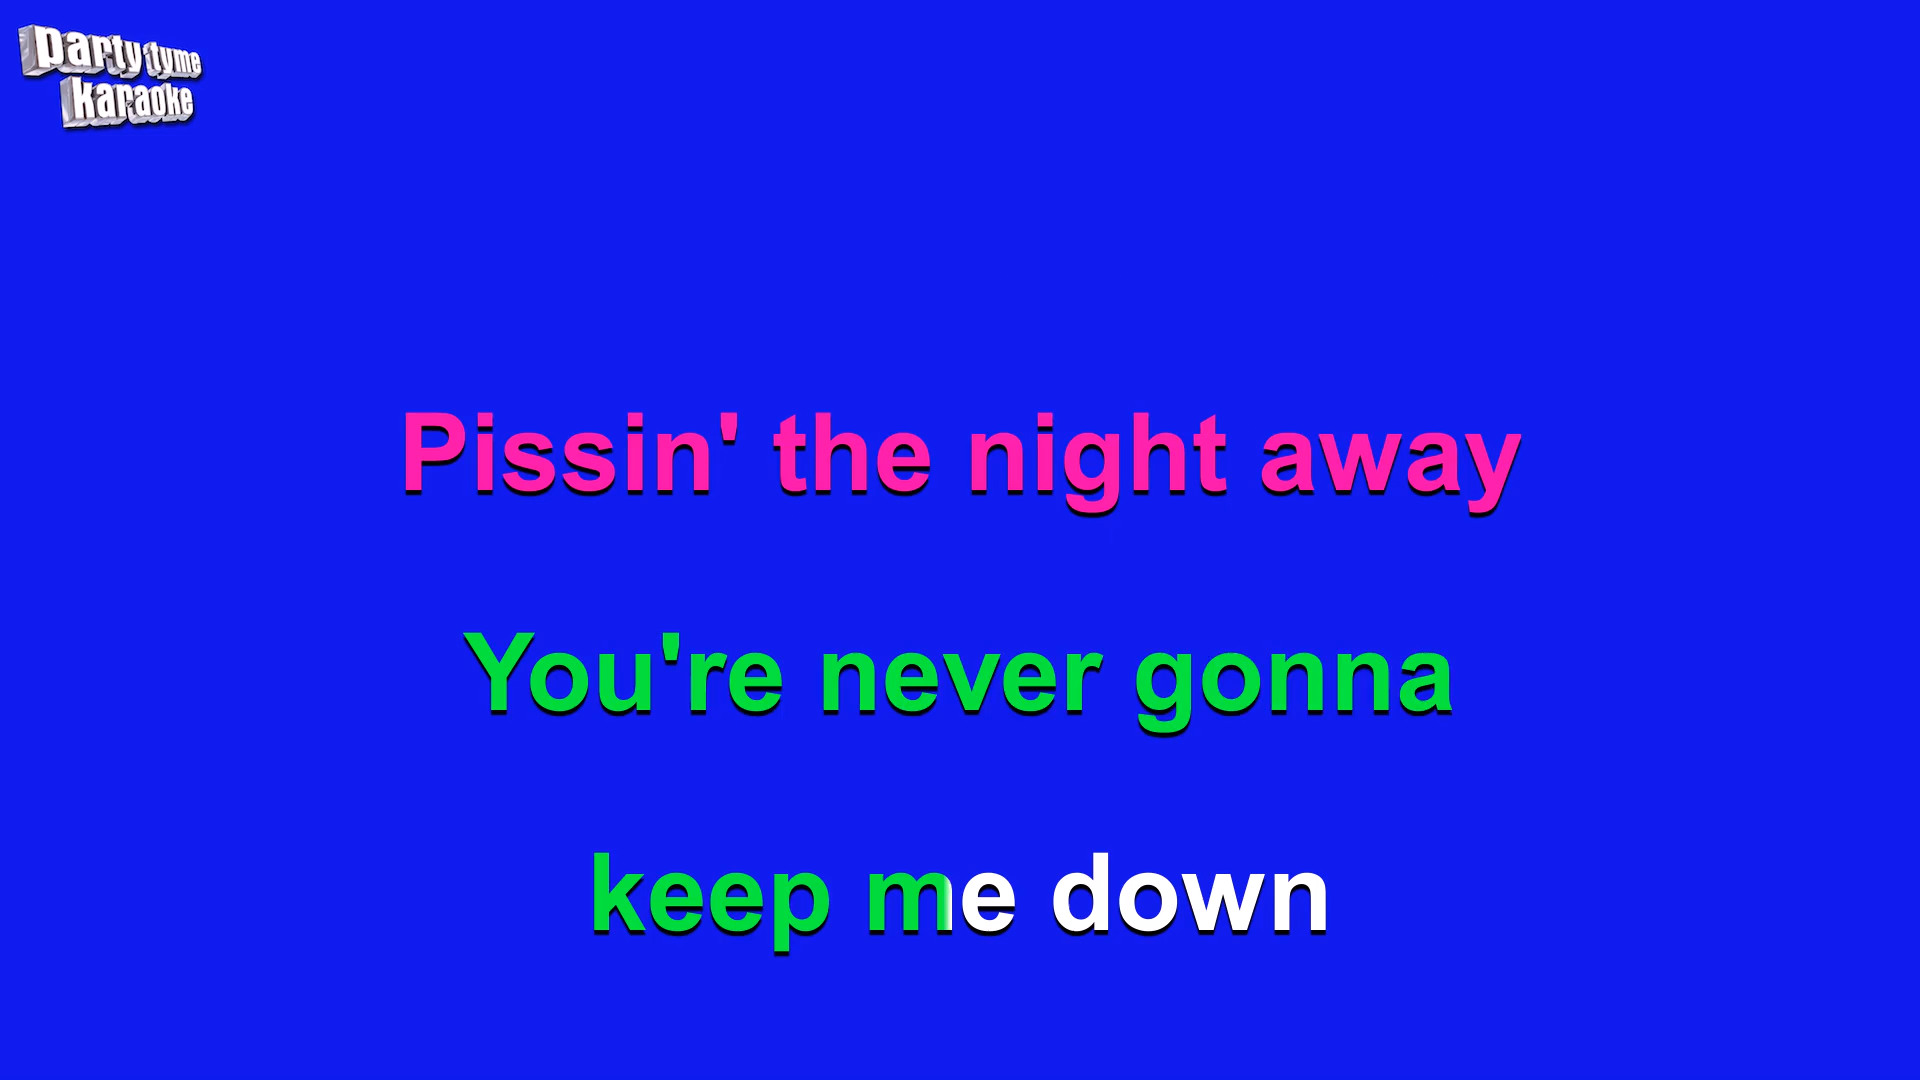 party tyme
karaoke
Pissin' the night away
You're never gonna
keep me down